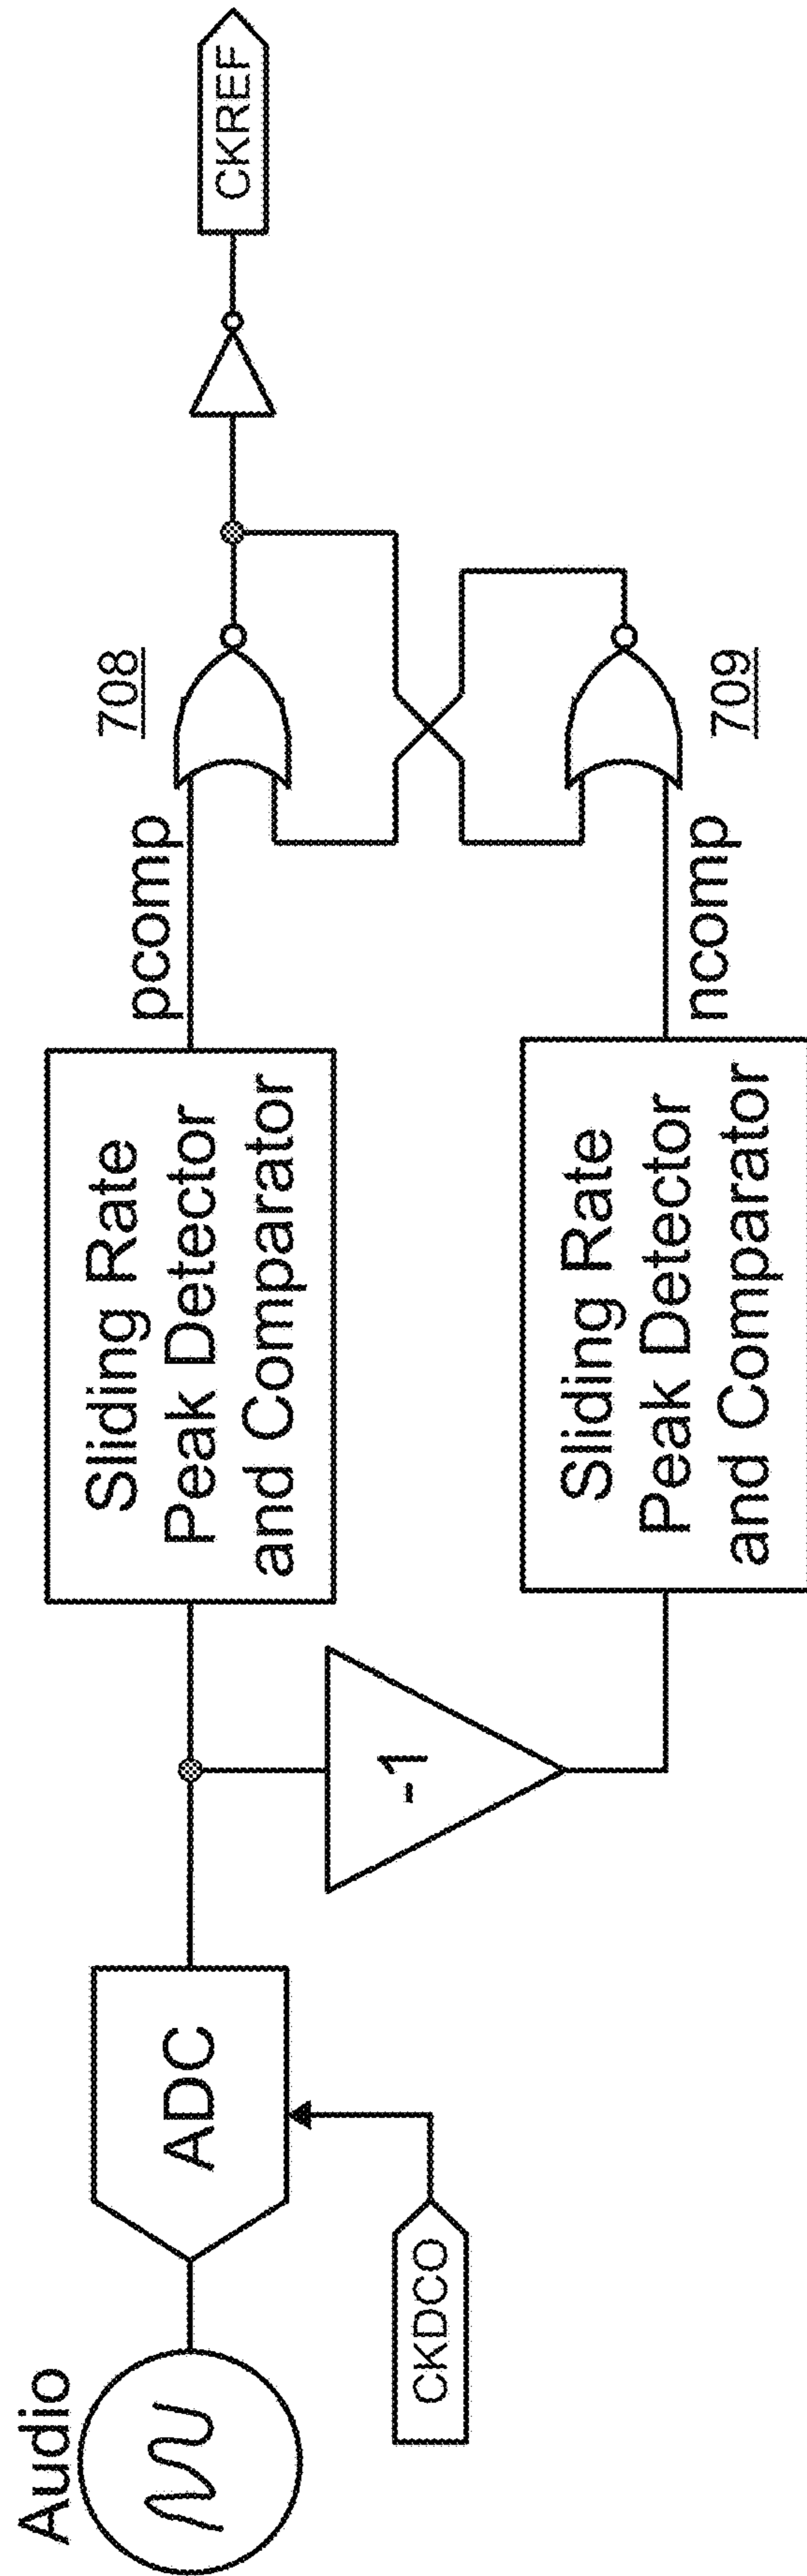 Audio
ADC
CKDCO
-1
Sliding Rate
Peak Detector
and Comparator
Sliding Rate
Peak Detector
and Comparator
pcomp
ncomp
708
709
CKREF